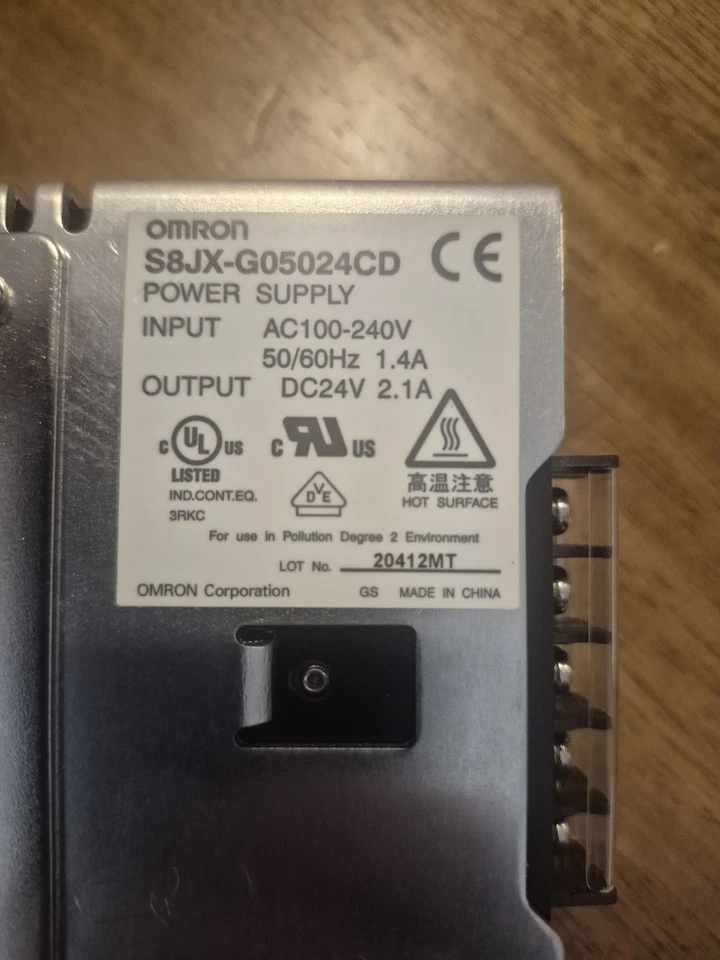 OMRON
S8JX-G05024CD CE
POWER SUPPLY
INPUT AC100-240V
50/60Hz 1.4A
OUTPUT DC24V 2.1A
c UL us
LISTED
IND.CONT.EQ.
3RKC
c RU us
VDE
高温注意
HOT SURFACE
For use in Pollution Degree 2 Environment
LOT No. 20412MT
OMRON Corporation GS MADE IN CHINA